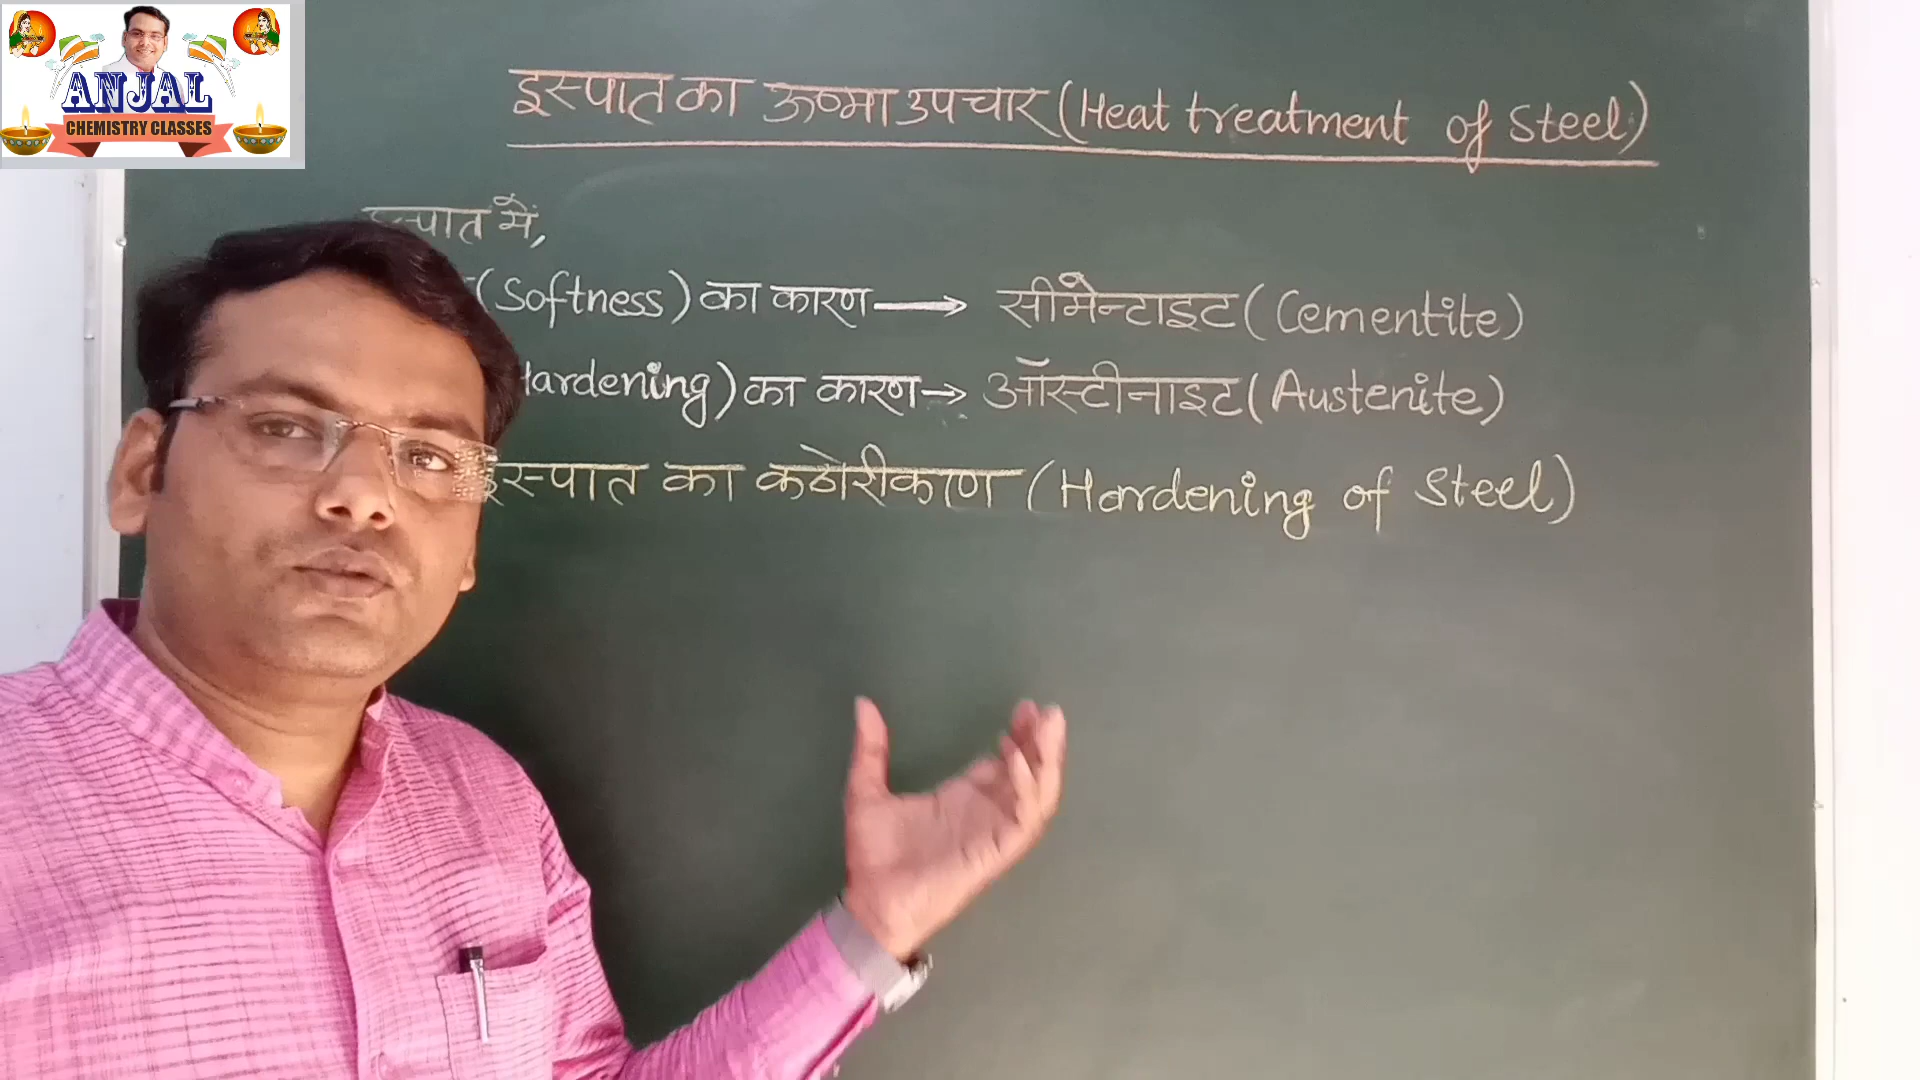 ANJAL
CHEMISTRY CLASSES
इस्पात का ऊष्मा उपचार (Heat treatment of Steel)
में,
(Softness) का कारण → सीमेन्टाइट (Cementite)
का कारण → ऑस्टीनाइट (Austenite)
इस्पात का कठोरीकरण (Hardening of Steel)